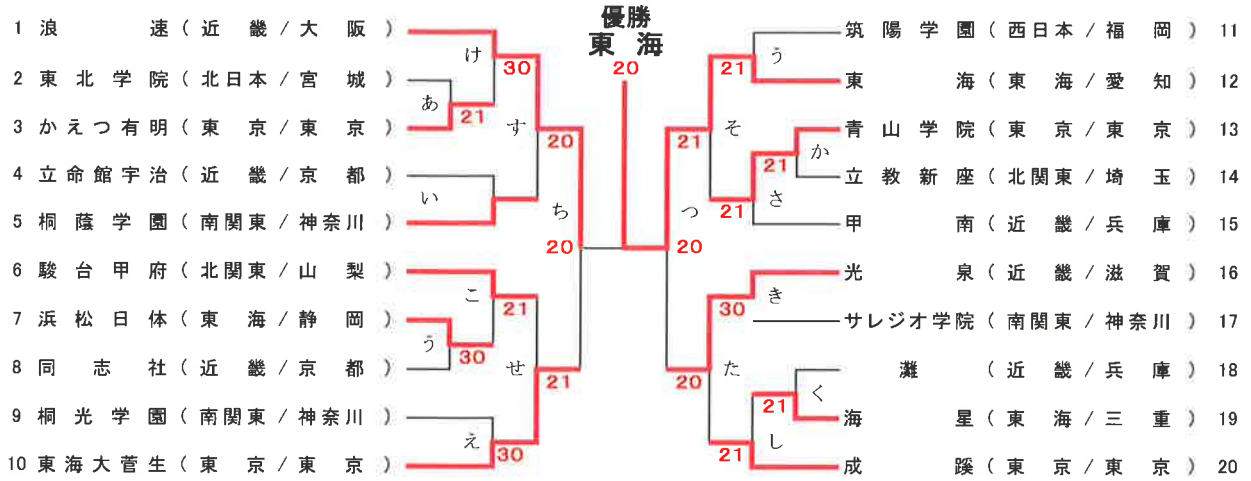 優勝
東海
20
1 浪速（近畿/大阪）
2 東北学院（北日本/宮城）
3 かえつ有明（東京/東京）
4 立命館宇治（近畿/京都）
5 桐蔭学園（南関東/神奈川）
6 駿台甲府（北関東/山梨）
7 浜松日体（東海/静岡）
8 同志社（近畿/京都）
9 桐光学園（南関東/神奈川）
10 東海大菅生（東京/東京）
け
30
あ
21
す
20
い
ち
20
こ
21
う
30
せ
21
え
30
筑陽学園（西日本/福岡） 11
東海（東海/愛知） 12
青山学院（東京/東京） 13
立教新座（北関東/埼玉） 14
甲南（近畿/兵庫） 15
光泉（近畿/滋賀） 16
サレジオ学院（南関東/神奈川） 17
灘（近畿/兵庫） 18
海星（東海/三重） 19
成蹊（東京/東京） 20
う
21
そ
21
か
21
さ
21
つ
20
き
30
た
20
く
21
し
21